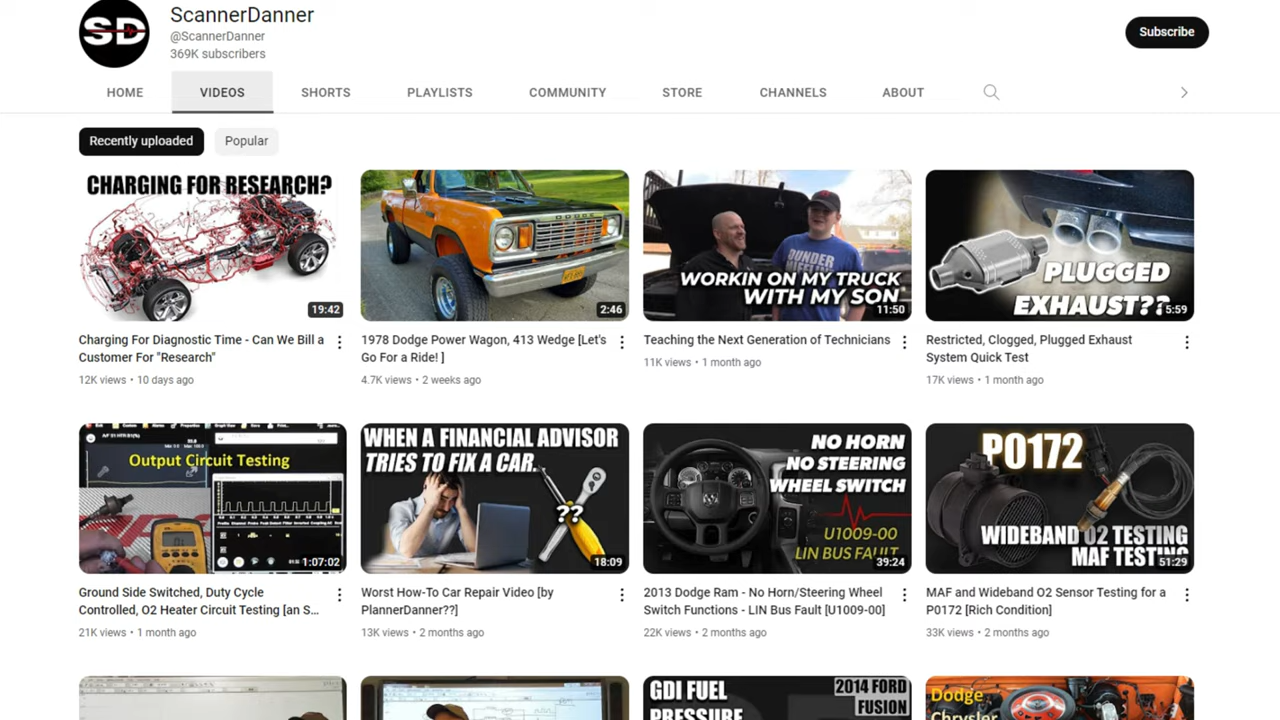 SD
ScannerDanner
@ScannerDanner
369K subscribers
Subscribe
HOME
VIDEOS
SHORTS
PLAYLISTS
COMMUNITY
STORE
CHANNELS
ABOUT
Recently uploaded
Popular
CHARGING FOR RESEARCH?
19:42
Charging For Diagnostic Time - Can We Bill a
Customer For "Research"
12K views • 10 days ago
DODGE
2:46
1978 Dodge Power Wagon, 413 Wedge [Let's
Go For a Ride! ]
4.7K views • 2 weeks ago
DUNDER
MIFFLIN
WORKIN ON MY TRUCK
WITH MY SON
11:50
Teaching the Next Generation of Technicians
11K views • 1 month ago
PLUGGED
EXHAUST??
5:59
Restricted, Clogged, Plugged Exhaust
System Quick Test
17K views • 1 month ago
Output Circuit Testing
1:07:02
Ground Side Switched, Duty Cycle
Controlled, O2 Heater Circuit Testing [an S...
21K views • 1 month ago
WHEN A FINANCIAL ADVISOR
TRIES TO FIX A CAR.
??
18:09
Worst How-To Car Repair Video [by
PlannerDanner??]
13K views • 2 months ago
NO HORN
NO STEERING
WHEEL SWITCH
U1009-00
LIN BUS FAULT
39:24
2013 Dodge Ram - No Horn/Steering Wheel
Switch Functions - LIN Bus Fault [U1009-00]
22K views • 2 months ago
P0172
WIDEBAND O2 TESTING
MAF TESTING
51:29
MAF and Wideband O2 Sensor Testing for a
P0172 [Rich Condition]
33K views • 2 months ago
GDI FUEL
PRESSURE
2014 FORD
FUSION
Dodge
Chrysler